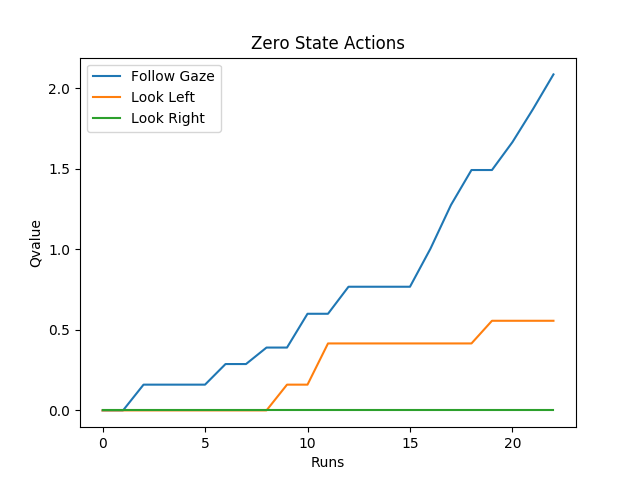 Zero State Actions
Follow Gaze
Look Left
Look Right
Qvalue
2.0
1.5
1.0
0.5
0.0
0 5 10 15 20
Runs